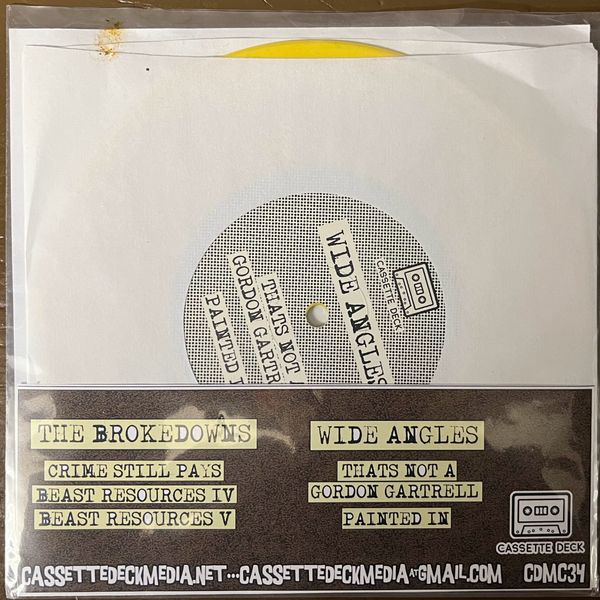 CASSETTE DECK
WIDE ANGLES
THATS NOT A
GORDON GARTR
PAINTED I
THE BROKEDOWNS
CRIME STILL PAYS
BEAST RESOURCES IV
BEAST RESOURCES V
WIDE ANGLES
THATS NOT A
GORDON GARTRELL
PAINTED IN
CASSETTE DECK
CASSETTEDECKMEDIA.NET...CASSETTEDECKMEDIA AT GMAIL.COM CDMC34